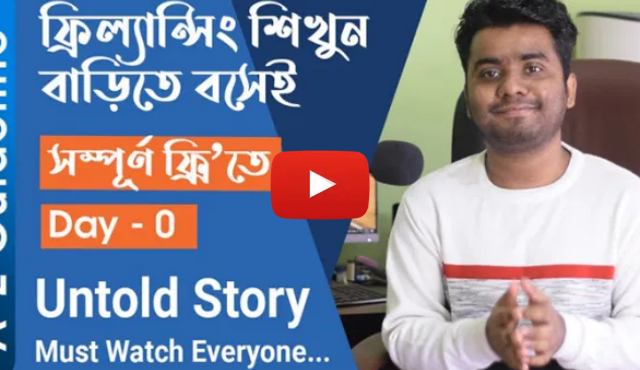 ফ্রিল্যান্সিং শিখুন
বাড়িতে বসেই
সম্পূর্ণ ফ্রি'তে
Day - 0
Untold Story
Must Watch Everyone...